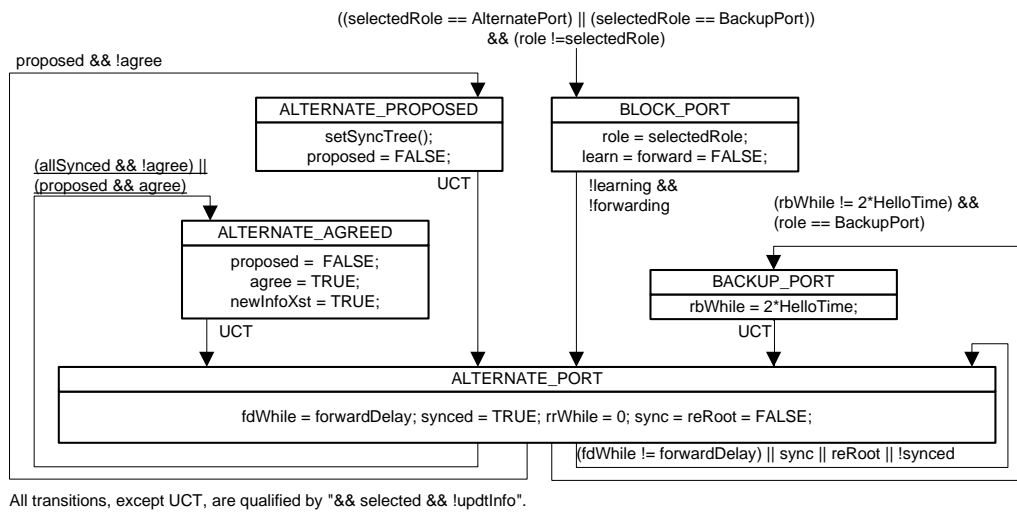 ((selectedRole == AlternatePort) || (selectedRole == BackupPort))
&& (role !=selectedRole)
proposed && !agree
ALTERNATE_PROPOSED
setSyncTree();
proposed = FALSE;
UCT
BLOCK_PORT
role = selectedRole;
learn = forward = FALSE;
!learning &&
!forwarding
(allSynced && !agree) ||
(proposed && agree)
ALTERNATE_AGREED
proposed = FALSE;
agree = TRUE;
newInfoXst = TRUE;
UCT
(rbWhile != 2*HelloTime) &&
(role == BackupPort)
BACKUP_PORT
rbWhile = 2*HelloTime;
UCT
ALTERNATE_PORT
fdWhile = forwardDelay; synced = TRUE; rrWhile = 0; sync = reRoot = FALSE;
(fdWhile != forwardDelay) || sync || reRoot || !synced
All transitions, except UCT, are qualified by "&& selected && !updtInfo".